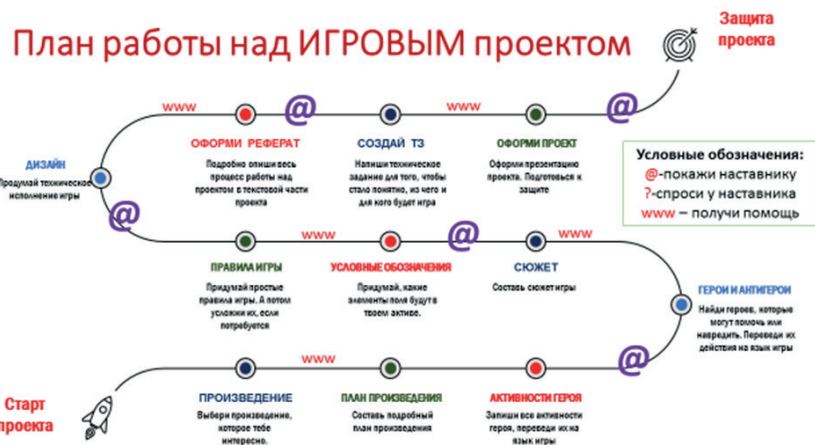 План работы над ИГРОВЫМ проектом
Защита
проекта
www
@
www
@
ОФОРМИ РЕФЕРАТ
Подробно опиши весь
процесс работы над
проектом в текстовой части
проекта
СОЗДАЙ ТЗ
Напиши техническое
задание для того, чтобы
стало понятно, из чего и
для кого будет игра
ОФОРМИ ПРОЕКТ
Оформи презентацию
проекта. Подготовься к
защите
Условные обозначения:
@-покажи наставнику
?-спроси у наставника
www – получи помощь
ДИЗАЙН
Продумай техническое
исполнение игры
@
www
@
www
ПРАВИЛА ИГРЫ
Придумай простые
правила игры. А потом
усложни их, если
потребуется
УСЛОВНЫЕ ОБОЗНАЧЕНИЯ
Придумай, какие
элементы поля будут в
твоем активе.
СЮЖЕТ
Составь сюжет игры
ГЕРОИ И АНТИГЕРОИ
Найди героев, которые
могут помочь или
навредить. Переведи их
действия на язык игры
www
@
Старт
проекта
ПРОИЗВЕДЕНИЕ
Выбери произведение,
которое тебе
интересно.
ПЛАН ПРОИЗВЕДЕНИЯ
Составь подробный
план произведения
АКТИВНОСТИ ГЕРОЯ
Запиши все активности
героя, переведи их на
язык игры